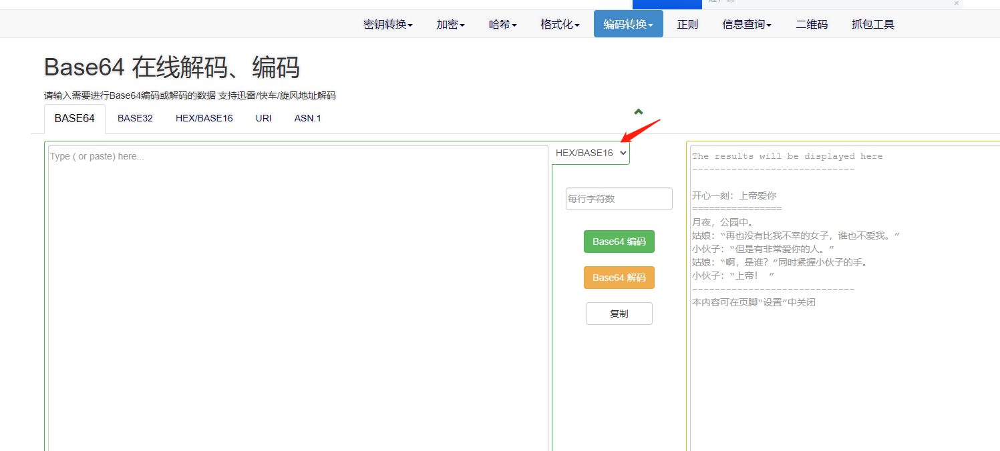 密钥转换 加密 哈希 格式化 编码转换 正则 信息查询 二维码 抓包工具
Base64 在线解码、编码
请输入需要进行Base64编码或解码的数据 支持迅雷/快车/旋风地址解码
BASE64 BASE32 HEX/BASE16 URI ASN.1
Type ( or paste) here...
HEX/BASE16
每行字符数
Base64 编码
Base64 解码
复制
The results will be displayed here
-----------------------------
开心一刻：上帝爱你
================
月夜，公园中。
姑娘：“再也没有比我不幸的女子，谁也不爱我。”
小伙子：“但是有非常爱你的人。”
姑娘：“啊，是谁？”同时紧握小伙子的手。
小伙子：“上帝！ ”
-----------------------------
本内容可在页脚“设置”中关闭